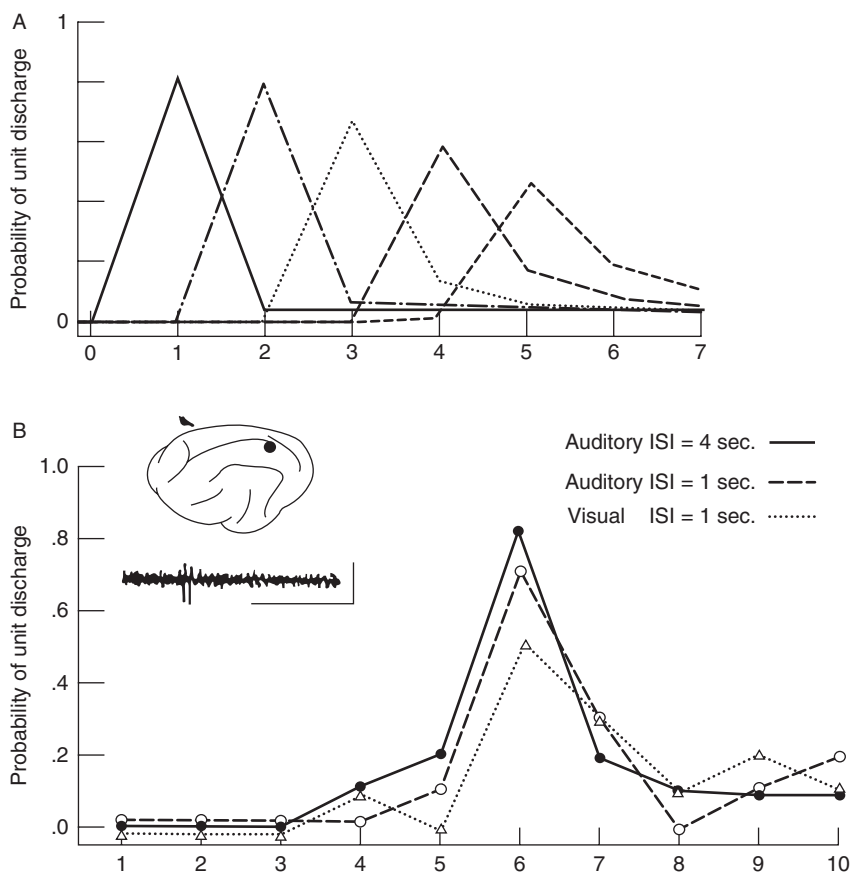 A
1
0
Probability of unit discharge
0 1 2 3 4 5 6 7
B
Auditory ISI = 4 sec.
Auditory ISI = 1 sec.
Visual ISI = 1 sec.
1.0
.8
.6
.4
.2
.0
Probability of unit discharge
1 2 3 4 5 6 7 8 9 10